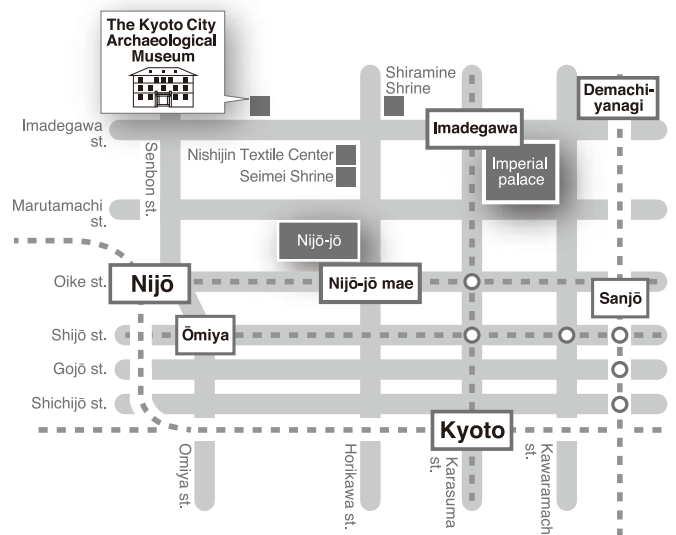 The Kyoto City
Archaeological
Museum
Shiramine
Shrine
Demachi-
yanagi
Imadegawa
st.
Imadegawa
Senbon st.
Nishijin Textile Center
Seimei Shrine
Imperial
palace
Marutamachi
st.
Nijō-jō
Oike st.
Nijō
Nijō-jō mae
Sanjō
Shijō st.
Ōmiya
Gojō st.
Shichijō st.
Kyoto
Omiya st.
Horikawa st.
Karasuma
st.
Kawaramach
st.